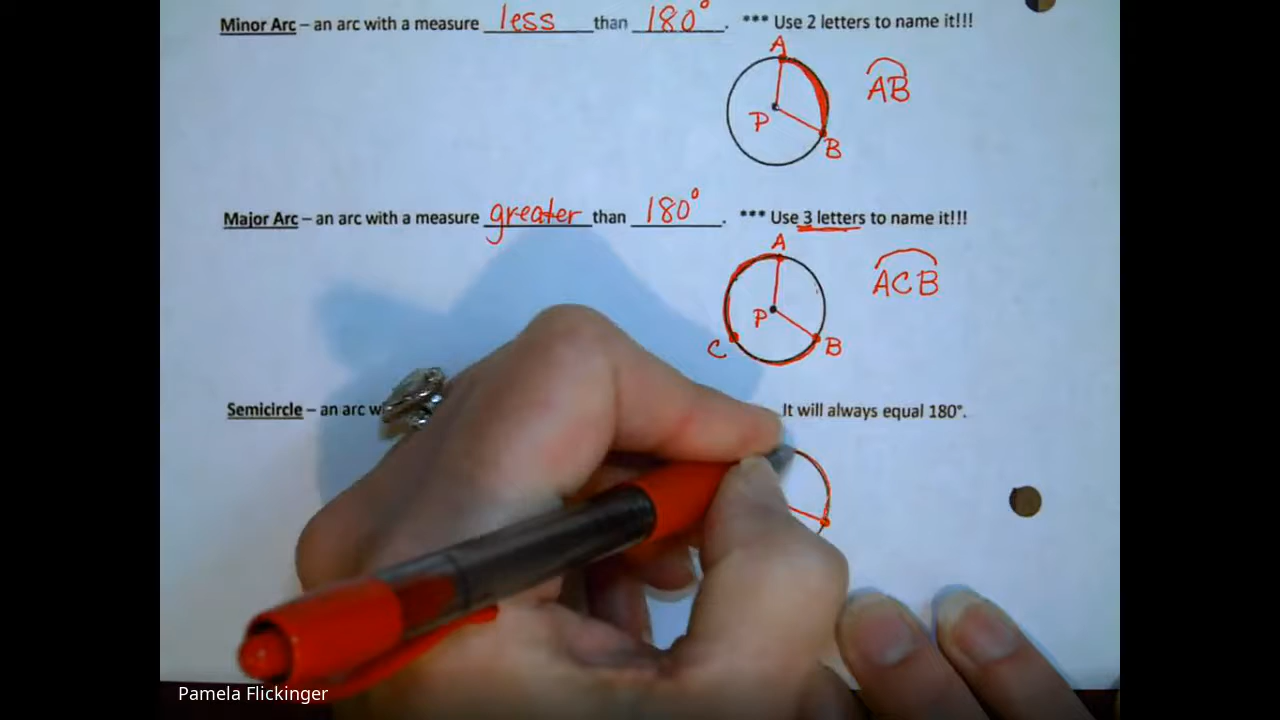 Minor Arc – an arc with a measure less than 180°. *** Use 2 letters to name it!!!
A
AB
P
B
Major Arc – an arc with a measure greater than 180°. *** Use 3 letters to name it!!!
A
ACB
P
C
B
Semicircle – an arc w It will always equal 180°.
Pamela Flickinger